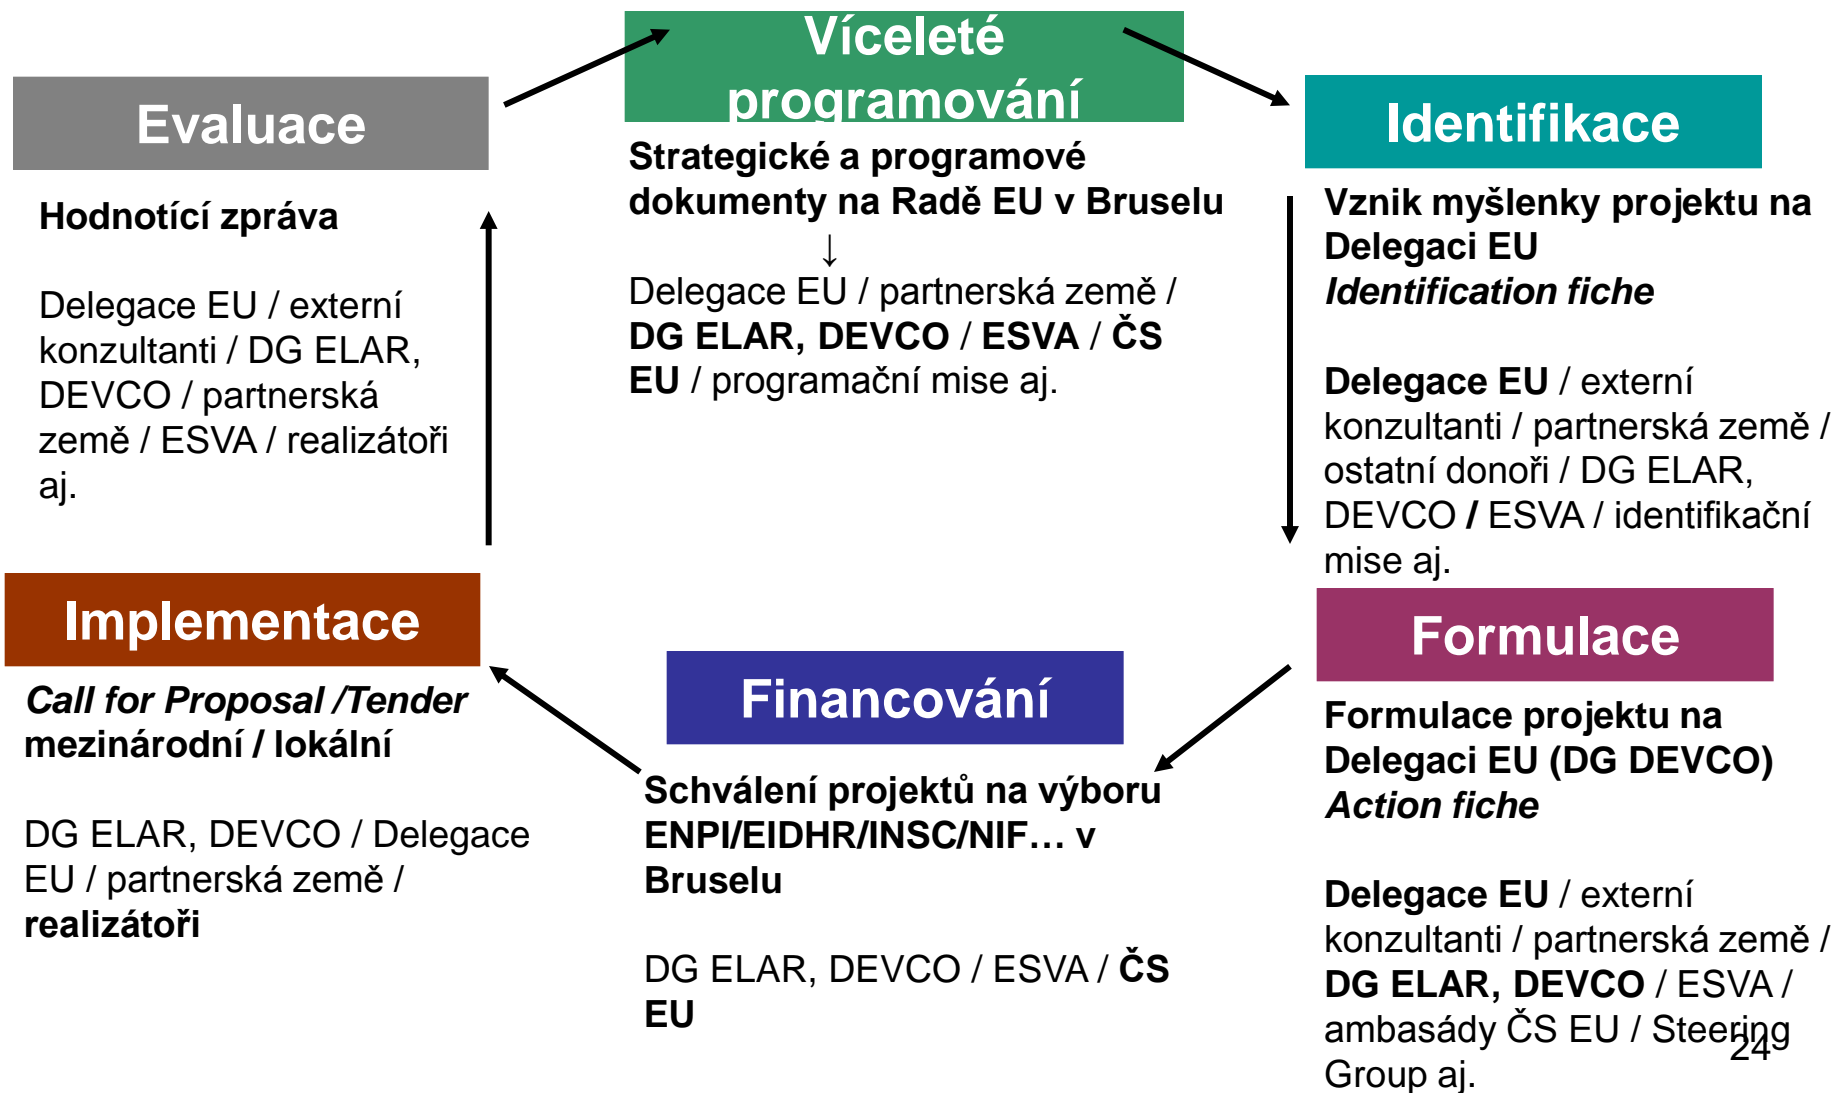 Víceleté
programování
Strategické a programové
dokumenty na Radě EU v Bruselu
↓
Delegace EU / partnerská země /
DG ELAR, DEVCO / ESVA / ČS
EU / programační mise aj.
Identifikace
Vznik myšlenky projektu na
Delegaci EU
Identification fiche
Delegace EU / externí
konzultanti / partnerská země /
ostatní donoři / DG ELAR,
DEVCO / ESVA / identifikační
mise aj.
Formulace
Formulace projektu na
Delegaci EU (DG DEVCO)
Action fiche
Delegace EU / externí
konzultanti / partnerská země /
DG ELAR, DEVCO / ESVA /
ambasády ČS EU / Steering
Group aj.
Financování
Schválení projektů na výboru
ENPI/EIDHR/INSC/NIF… v
Bruselu
DG ELAR, DEVCO / ESVA / ČS
EU
Implementace
Call for Proposal /Tender
mezinárodní / lokální
DG ELAR, DEVCO / Delegace
EU / partnerská země /
realizátoři
Evaluace
Hodnotící zpráva
Delegace EU / externí
konzultanti / DG ELAR,
DEVCO / partnerská
země / ESVA / realizátoři
aj.
24